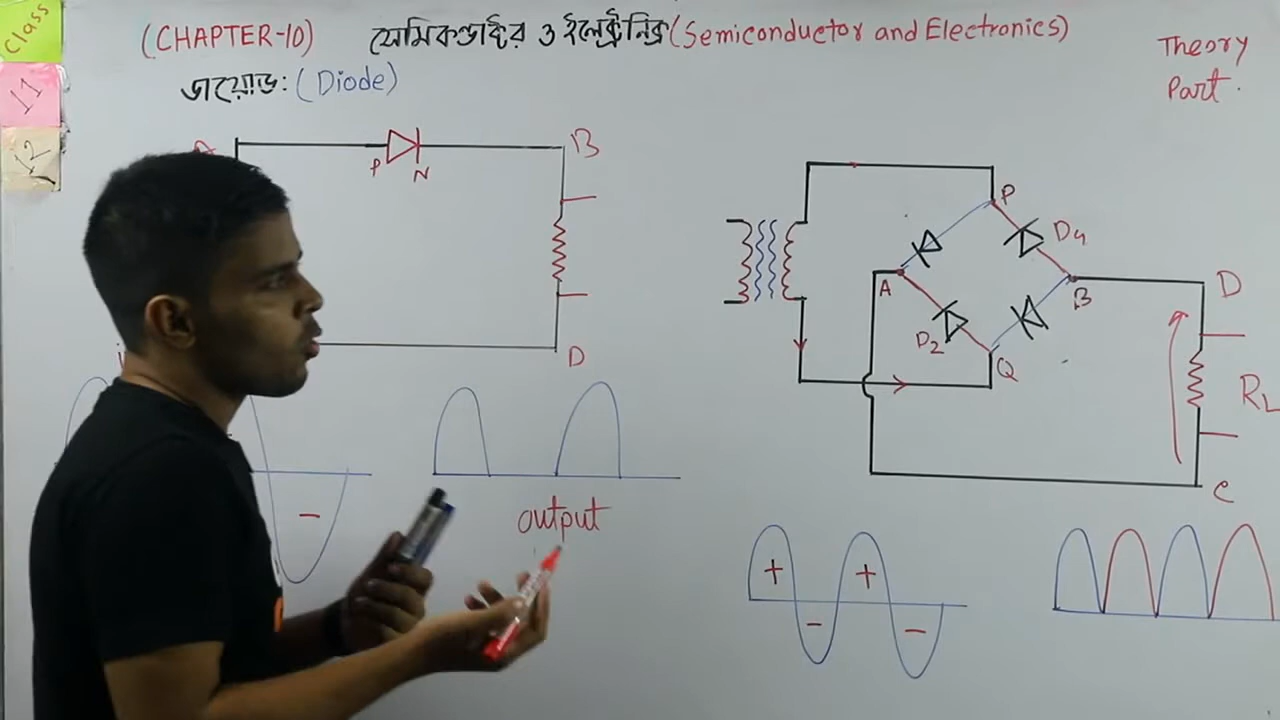 Class
11
12
(CHAPTER-10) সেমিকন্ডাক্টর ও ইলেক্ট্রনিক্স (Semiconductor and Electronics)
Theory
Part.
ডায়োড: (Diode)
A
B
P
N
D
P
D4
A
B
D
D2
Q
RL
C
-
output
+
+
-
-